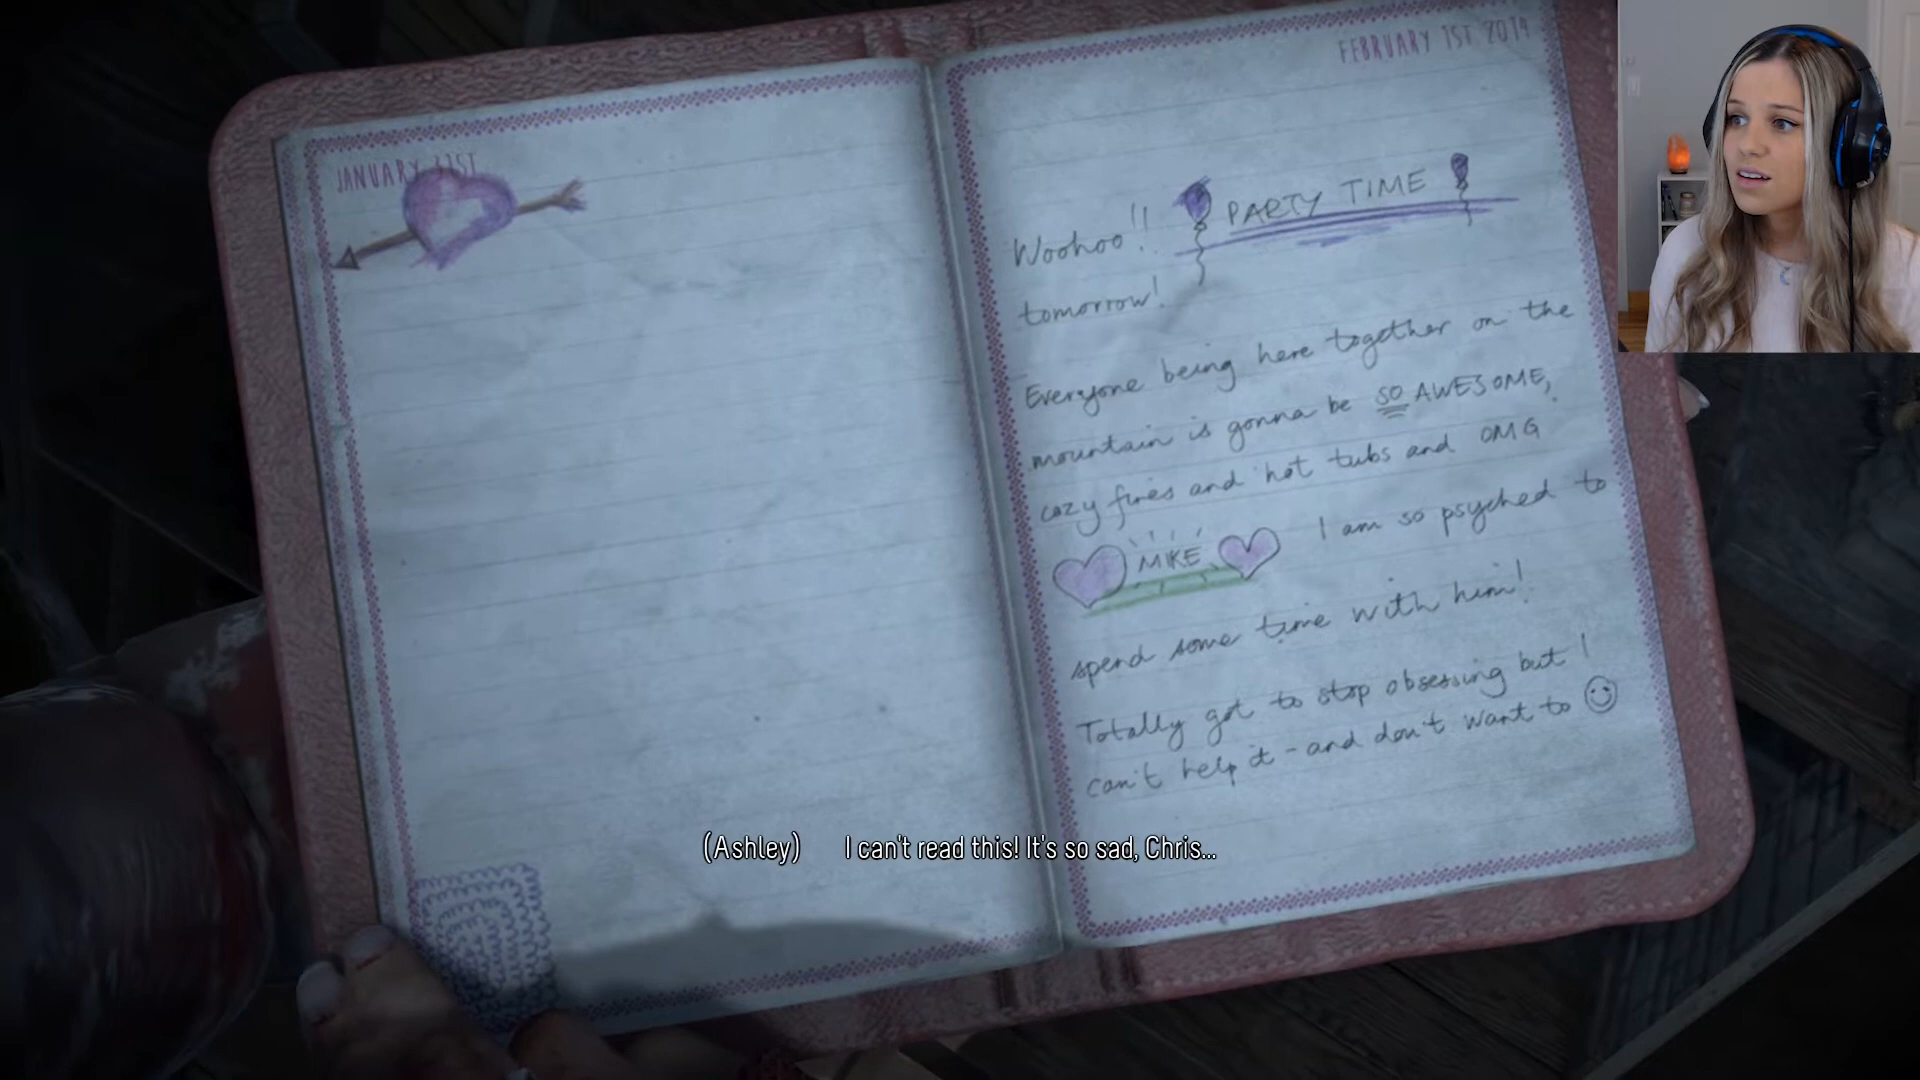 JANUARY 31ST
FEBRUARY 1ST 2014
Woohoo!! PARTY TIME
tomorrow!
Everyone being here together on the
mountain is gonna be SO AWESOME,
cozy fires and hot tubs and OMG
MIKE I am so psyched to
spend some time with him!
Totally got to stop obsessing but I
can't help it - and don't want to ☺
(Ashley) I can't read this! It's so sad, Chris...